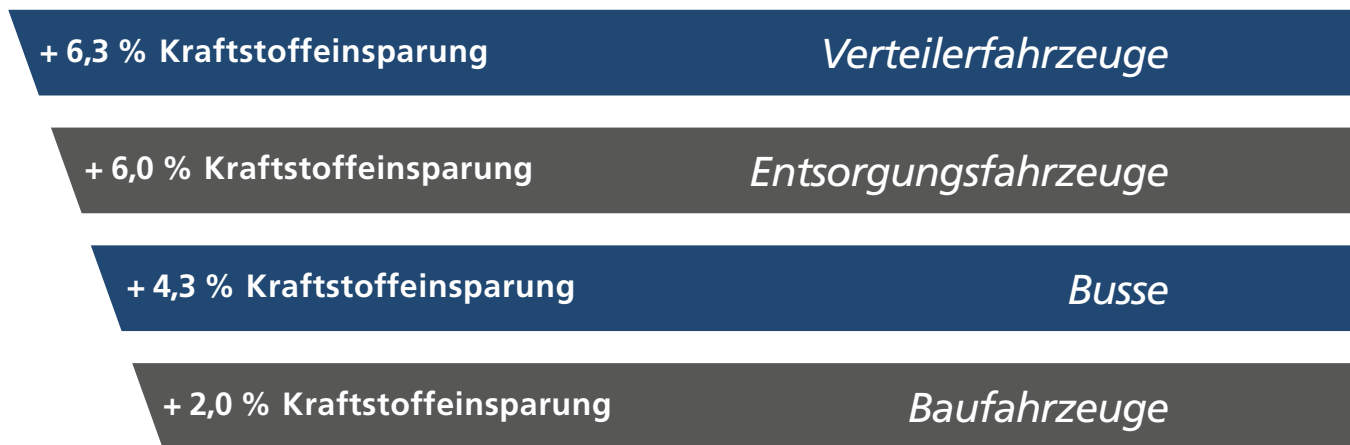 + 6,3 % Kraftstoffeinsparung Verteilerfahrzeuge
+ 6,0 % Kraftstoffeinsparung Entsorgungsfahrzeuge
+ 4,3 % Kraftstoffeinsparung Busse
+ 2,0 % Kraftstoffeinsparung Baufahrzeuge